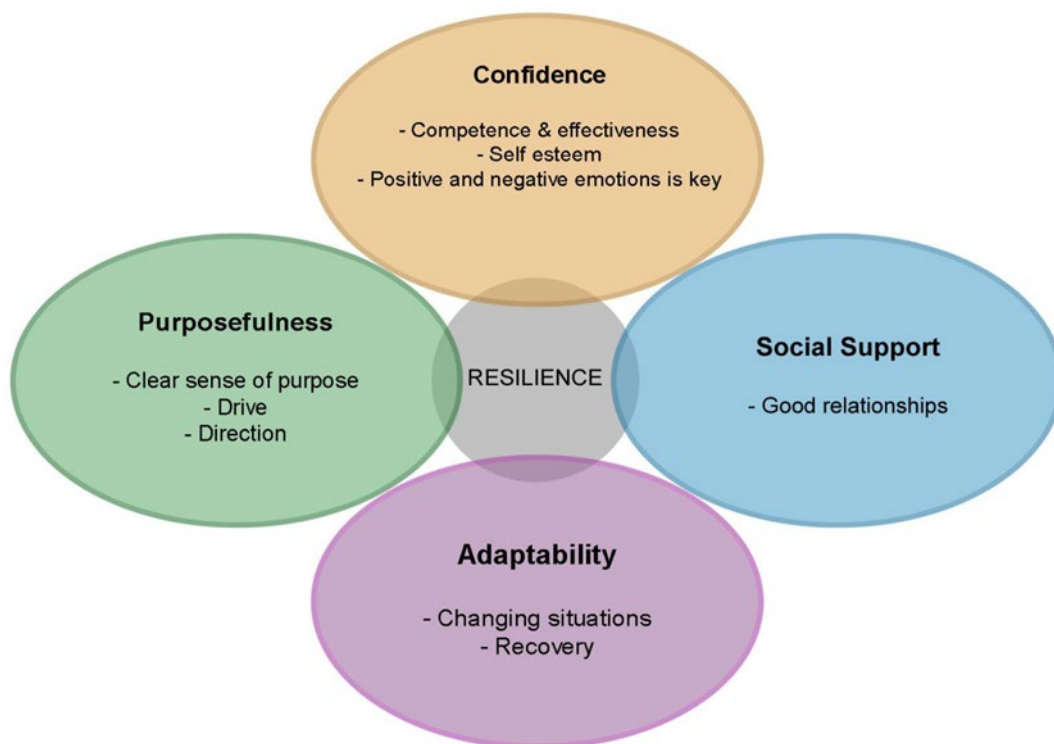 Confidence
- Competence & effectiveness
- Self esteem
- Positive and negative emotions is key
Purposefulness
- Clear sense of purpose
- Drive
- Direction
RESILIENCE
Social Support
- Good relationships
Adaptability
- Changing situations
- Recovery